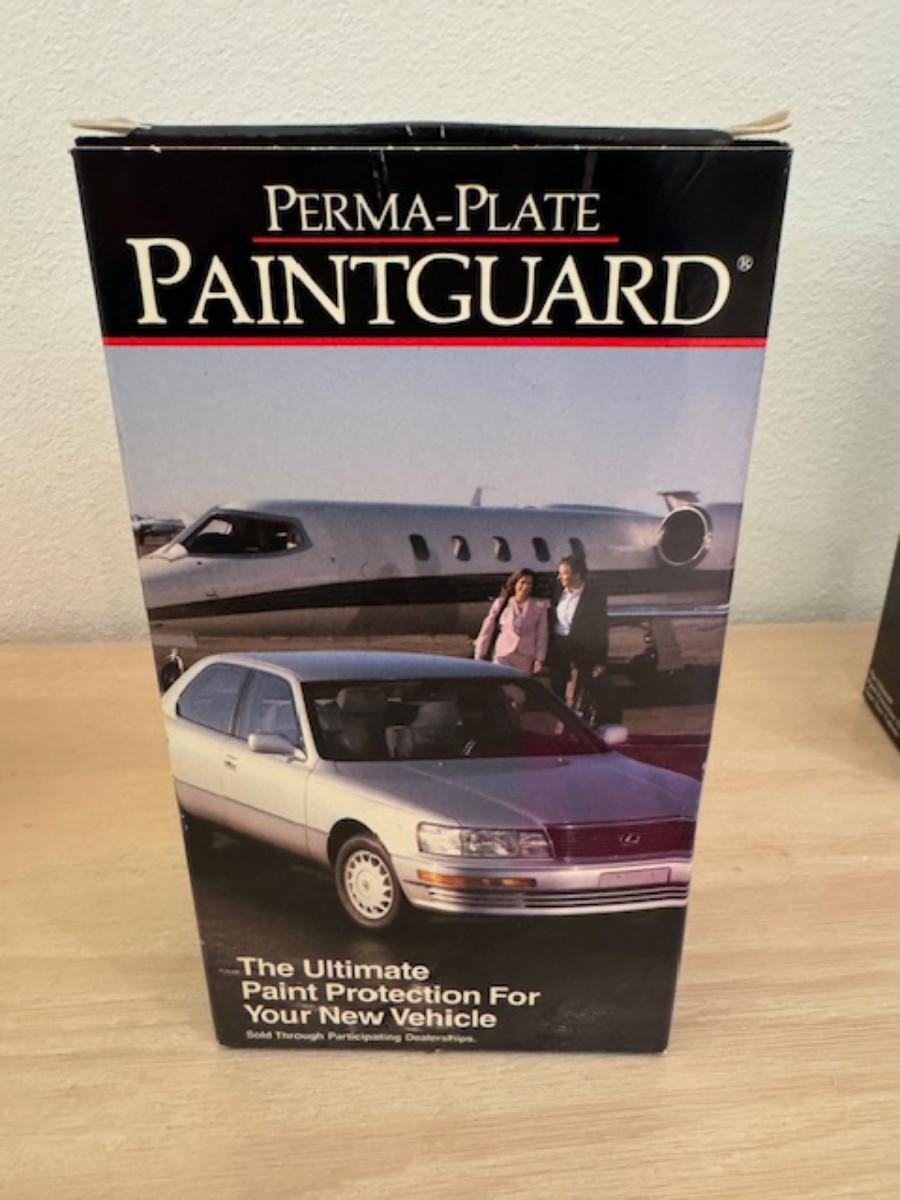 PERMA-PLATE
PAINTGUARD®
The Ultimate
Paint Protection For
Your New Vehicle
Sold Through Participating Dealerships.